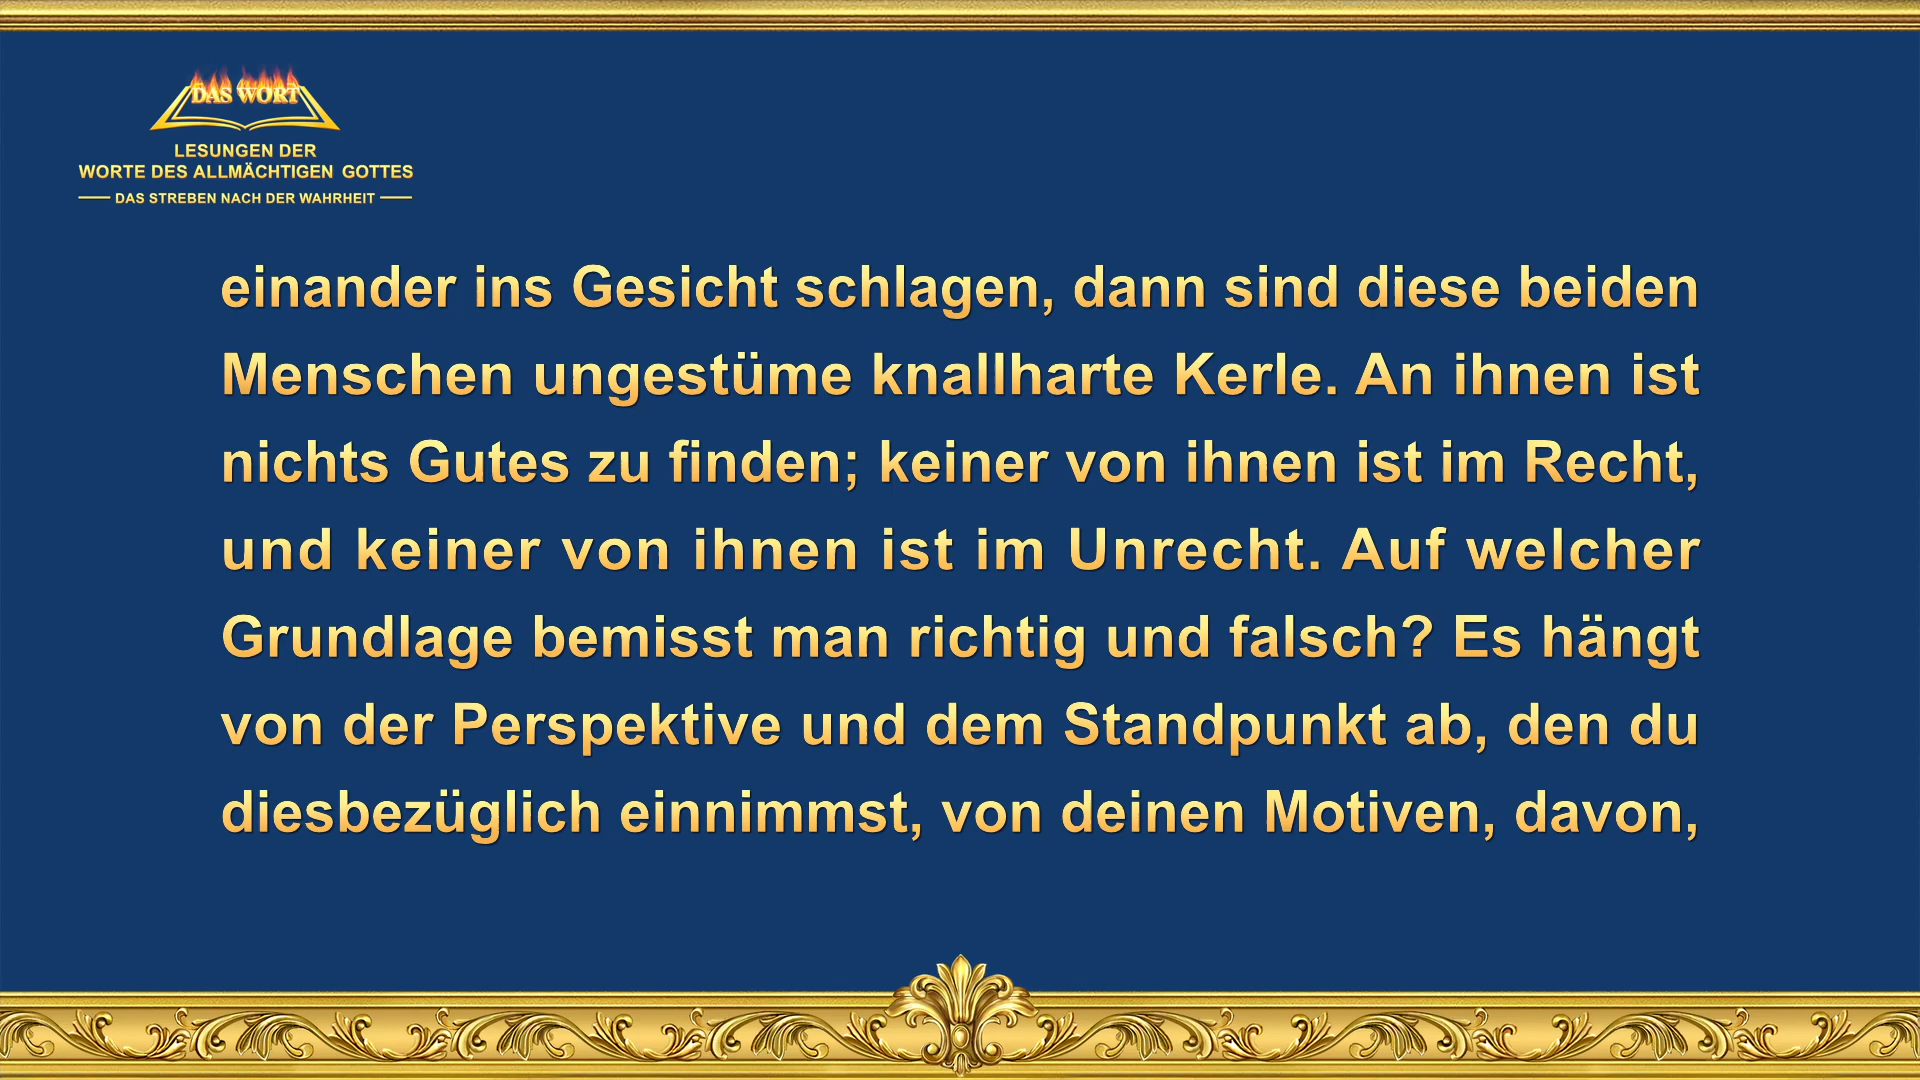 DAS WORT
LESUNGEN DER
WORTE DES ALLMÄCHTIGEN GOTTES
DAS STREBEN NACH DER WAHRHEIT
einander ins Gesicht schlagen, dann sind diese beiden
Menschen ungestüme knallharte Kerle. An ihnen ist
nichts Gutes zu finden; keiner von ihnen ist im Recht,
und keiner von ihnen ist im Unrecht. Auf welcher
Grundlage bemisst man richtig und falsch? Es hängt
von der Perspektive und dem Standpunkt ab, den du
diesbezüglich einnimmst, von deinen Motiven, davon,